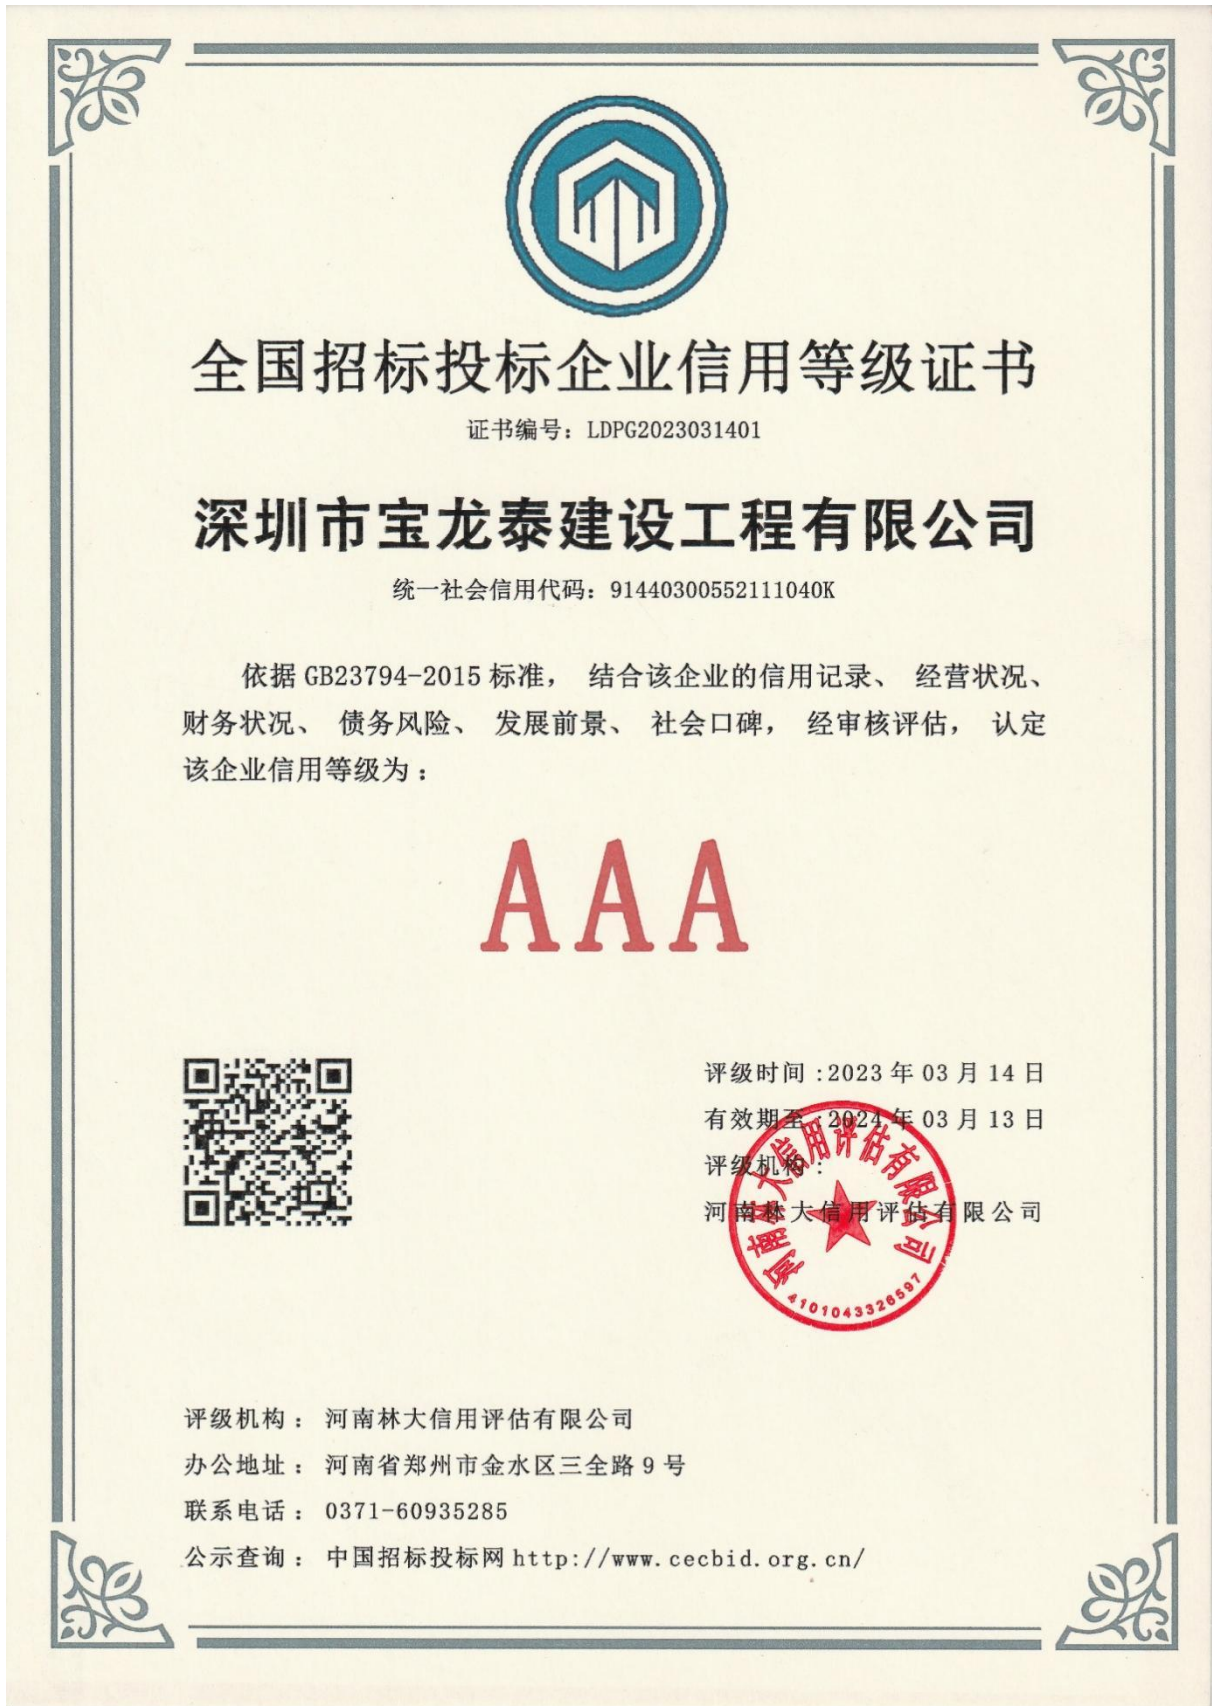 全国招标投标企业信用等级证书
证书编号：LDPG2023031401
深圳市宝龙泰建设工程有限公司
统一社会信用代码：91440300552111040K
依据 GB23794-2015 标准， 结合该企业的信用记录、 经营状况、
财务状况、 债务风险、 发展前景、 社会口碑， 经审核评估， 认定
该企业信用等级为：
AAA
评级时间：2023 年 03 月 14 日
有效期至：2024 年 03 月 13 日
评级机构：
河南林大信用评估有限公司
河南林大信用评估有限公司
4101043326597
评级机构： 河南林大信用评估有限公司
办公地址： 河南省郑州市金水区三全路 9 号
联系电话： 0371-60935285
公示查询： 中国招标投标网 http://www.cecbid.org.cn/